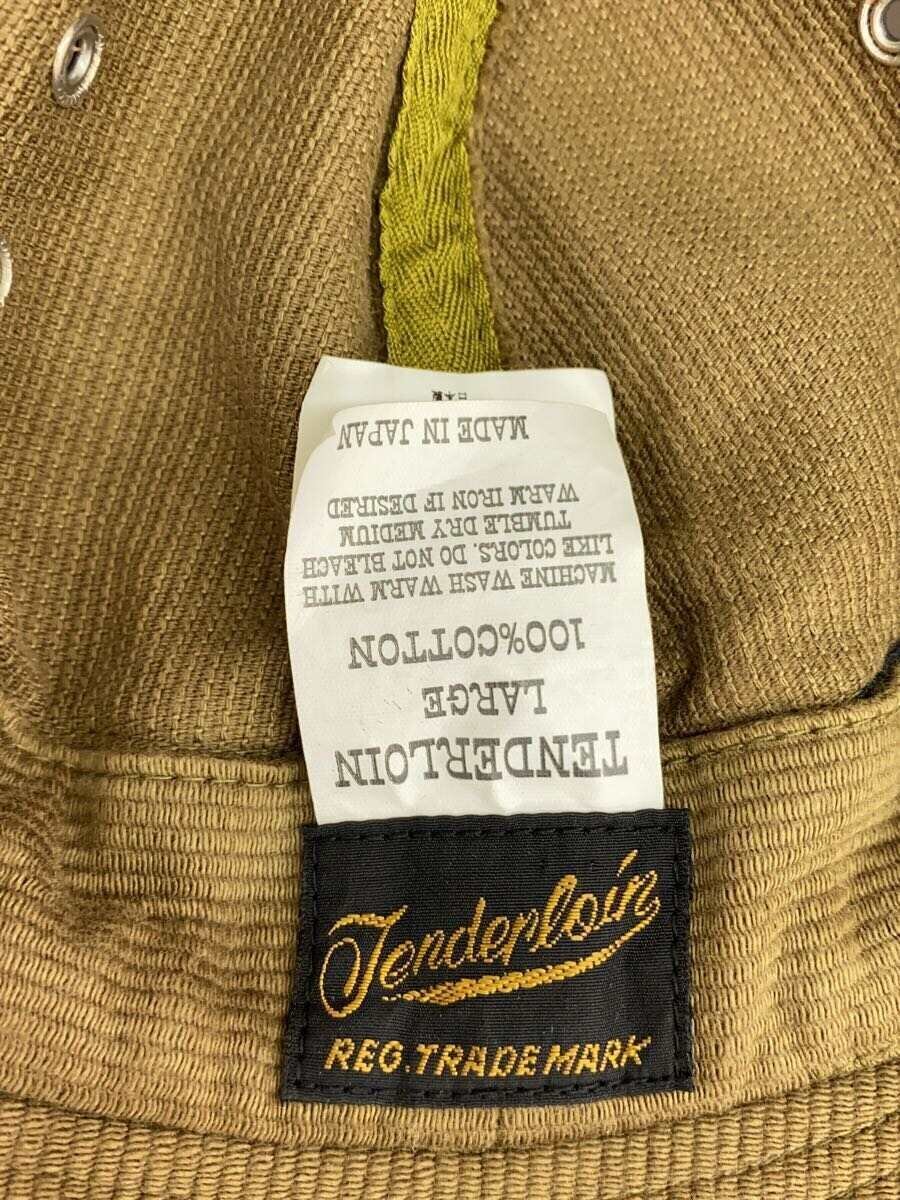 TENDERLOIN
LARGE
100%COTTON
MACHINE WASH WARM WITH
LIKE COLORS. DO NOT BLEACH
TUMBLE DRY MEDIUM
WARM IRON IF DESIRED
MADE IN JAPAN
Tenderloin
REG. TRADE MARK